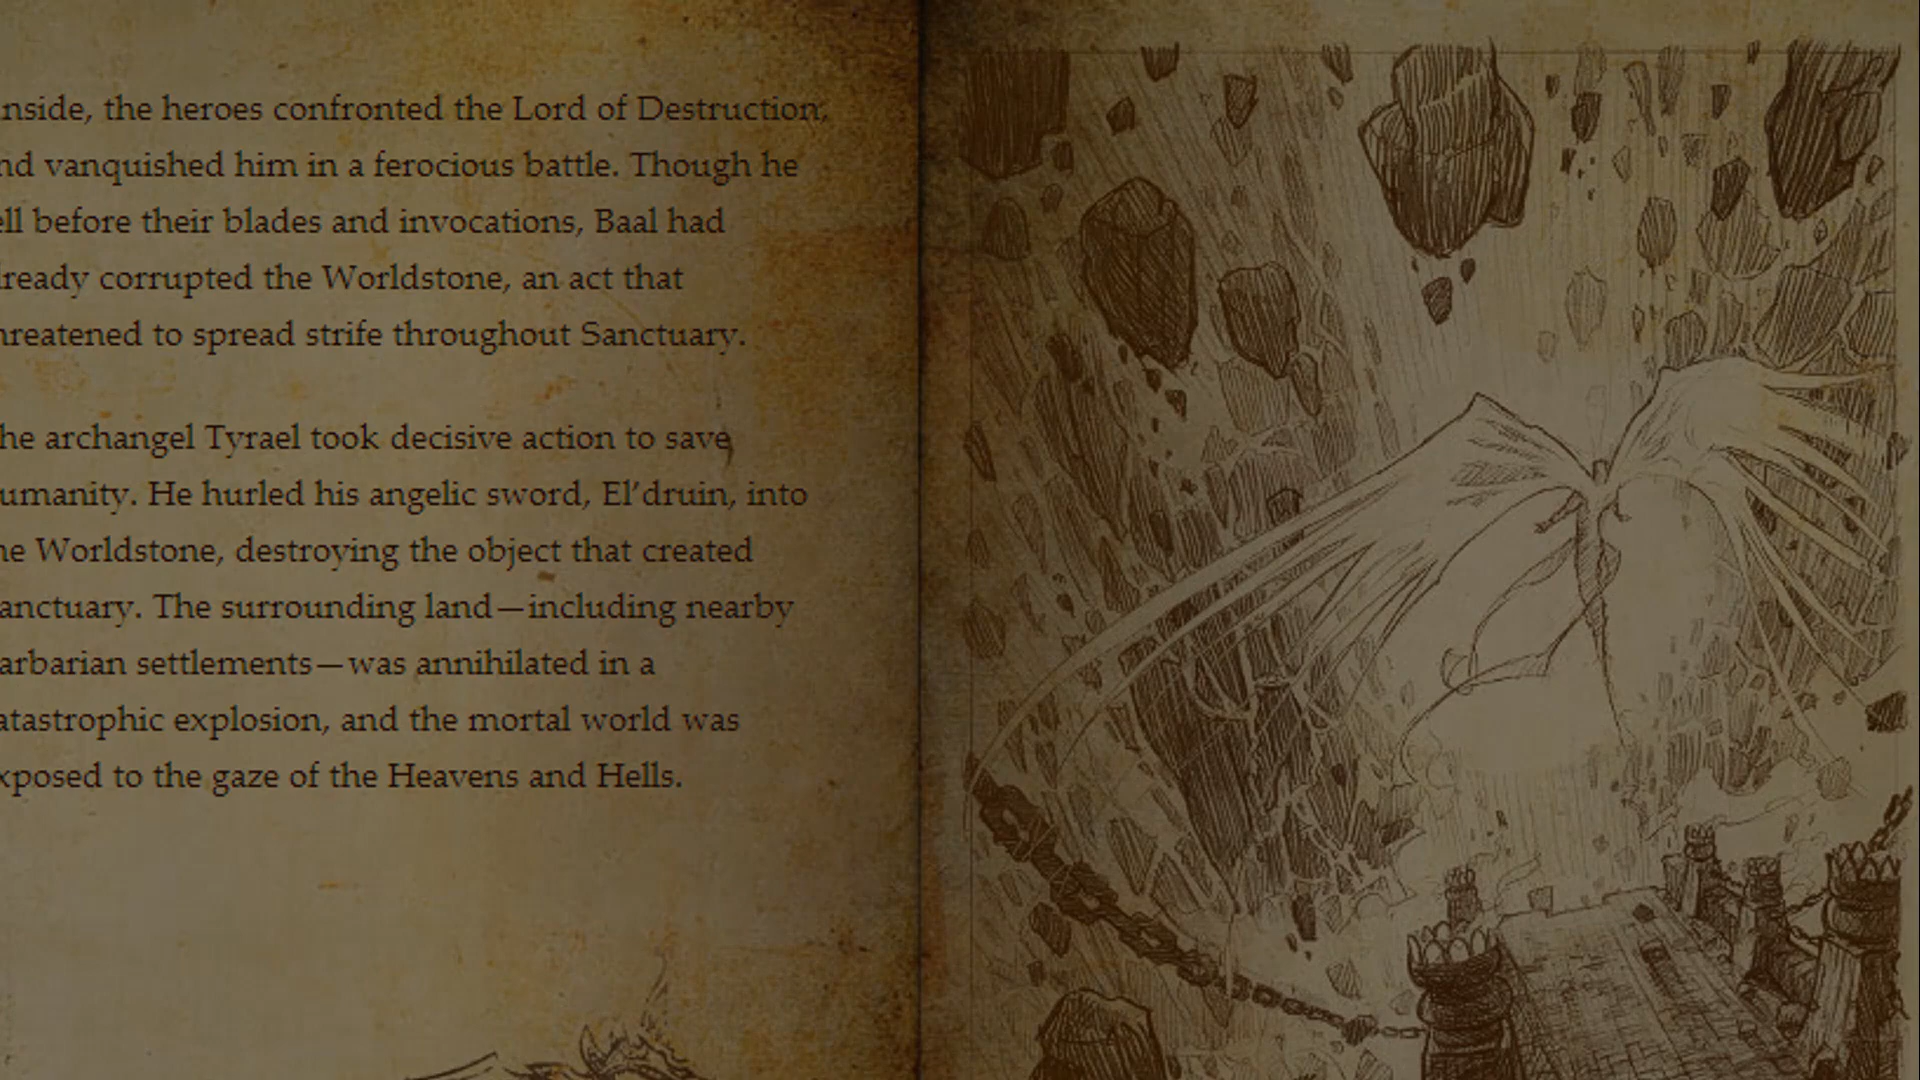 nside, the heroes confronted the Lord of Destruction,
nd vanquished him in a ferocious battle. Though he
ell before their blades and invocations, Baal had
lready corrupted the Worldstone, an act that
hreatened to spread strife throughout Sanctuary.
he archangel Tyrael took decisive action to save
umanity. He hurled his angelic sword, El’druin, into
he Worldstone, destroying the object that created
anctuary. The surrounding land—including nearby
arbarian settlements—was annihilated in a
atastrophic explosion, and the mortal world was
xposed to the gaze of the Heavens and Hells.